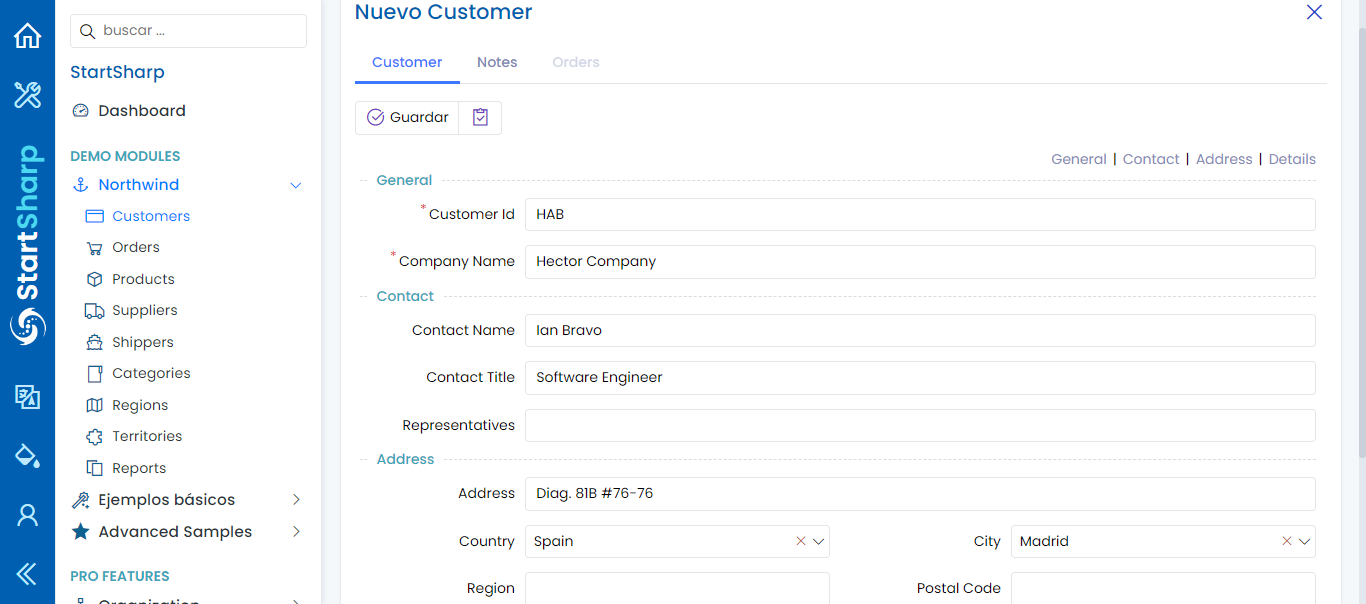 buscar ...
StartSharp
Dashboard
DEMO MODULES
Northwind
Customers
Orders
Products
Suppliers
Shippers
Categories
Regions
Territories
Reports
Ejemplos básicos
Advanced Samples
PRO FEATURES
Organization
StartSharp
Nuevo Customer
Customer Notes Orders
Guardar
General | Contact | Address | Details
General
*Customer Id HAB
*Company Name Hector Company
Contact
Contact Name Ian Bravo
Contact Title Software Engineer
Representatives
Address
Address Diag. 81B #76-76
Country Spain City Madrid
Region Postal Code